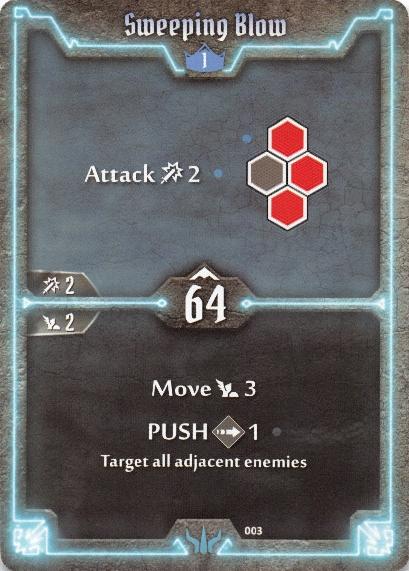 Sweeping Blow
1
Attack 2
2
64
2
Move 3
PUSH 1
Target all adjacent enemies
003